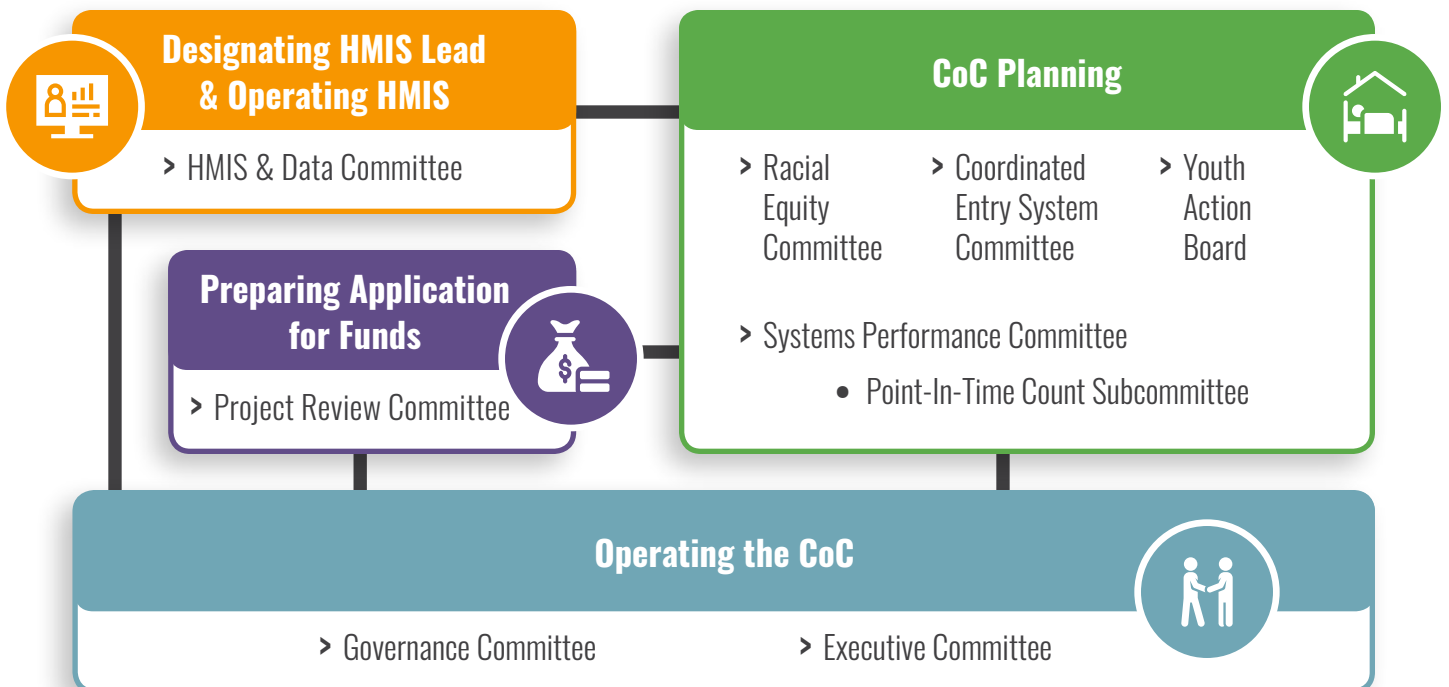 Designating HMIS Lead
& Operating HMIS
> HMIS & Data Committee
CoC Planning
> Racial
Equity
Committee
> Coordinated
Entry System
Committee
> Youth
Action
Board
> Systems Performance Committee
• Point-In-Time Count Subcommittee
Preparing Application
for Funds
$
> Project Review Committee
Operating the CoC
> Governance Committee
> Executive Committee